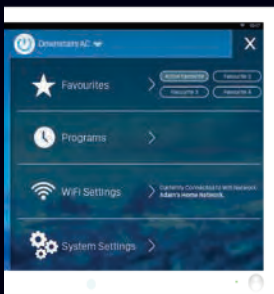 Downstairs AC
X
Favourites
Active Favourite
Favourite 2
Favourite 3
Favourite 4
Programs
WiFi Settings
Currently Connected to Wifi Network:
Adam's Home Network.
System Settings